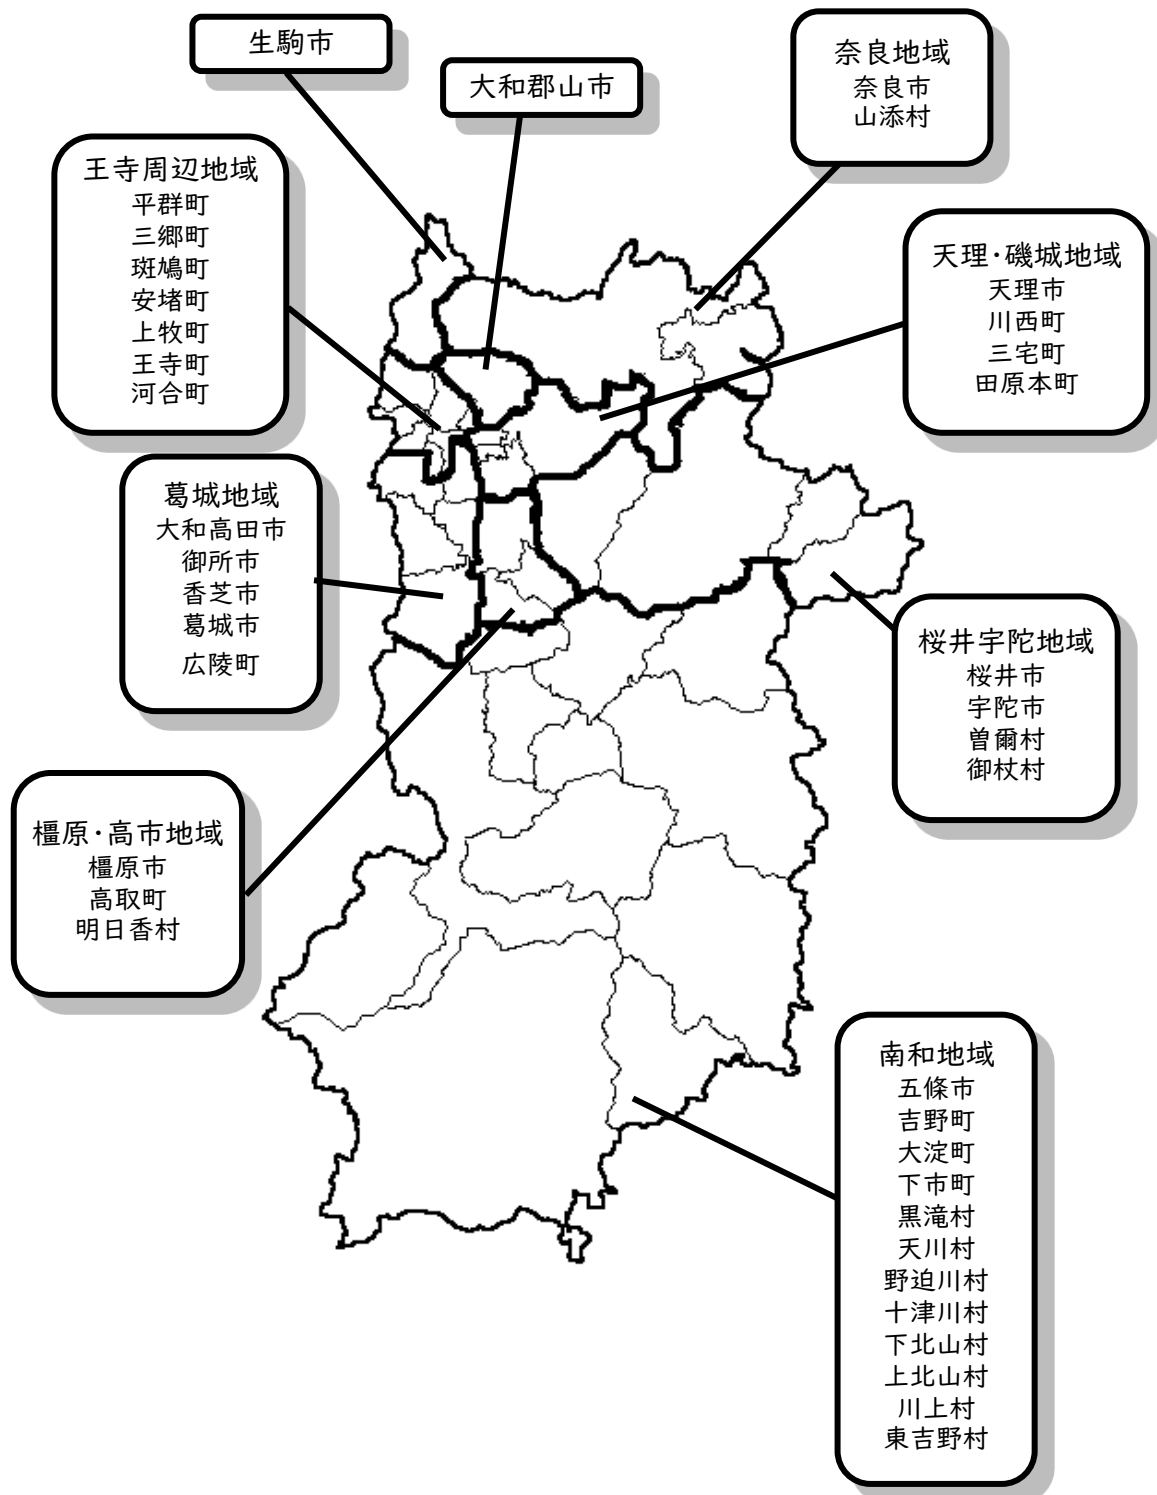 生駒市
大和郡山市
奈良地域
奈良市
山添村
王寺周辺地域
平群町
三郷町
斑鳩町
安堵町
上牧町
王寺町
河合町
天理・磯城地域
天理市
川西町
三宅町
田原本町
葛城地域
大和高田市
御所市
香芝市
葛城市
広陵町
桜井宇陀地域
桜井市
宇陀市
曽爾村
御杖村
橿原・高市地域
橿原市
高取町
明日香村
南和地域
五條市
吉野町
大淀町
下市町
黒滝村
天川村
野迫川村
十津川村
下北山村
上北山村
川上村
東吉野村